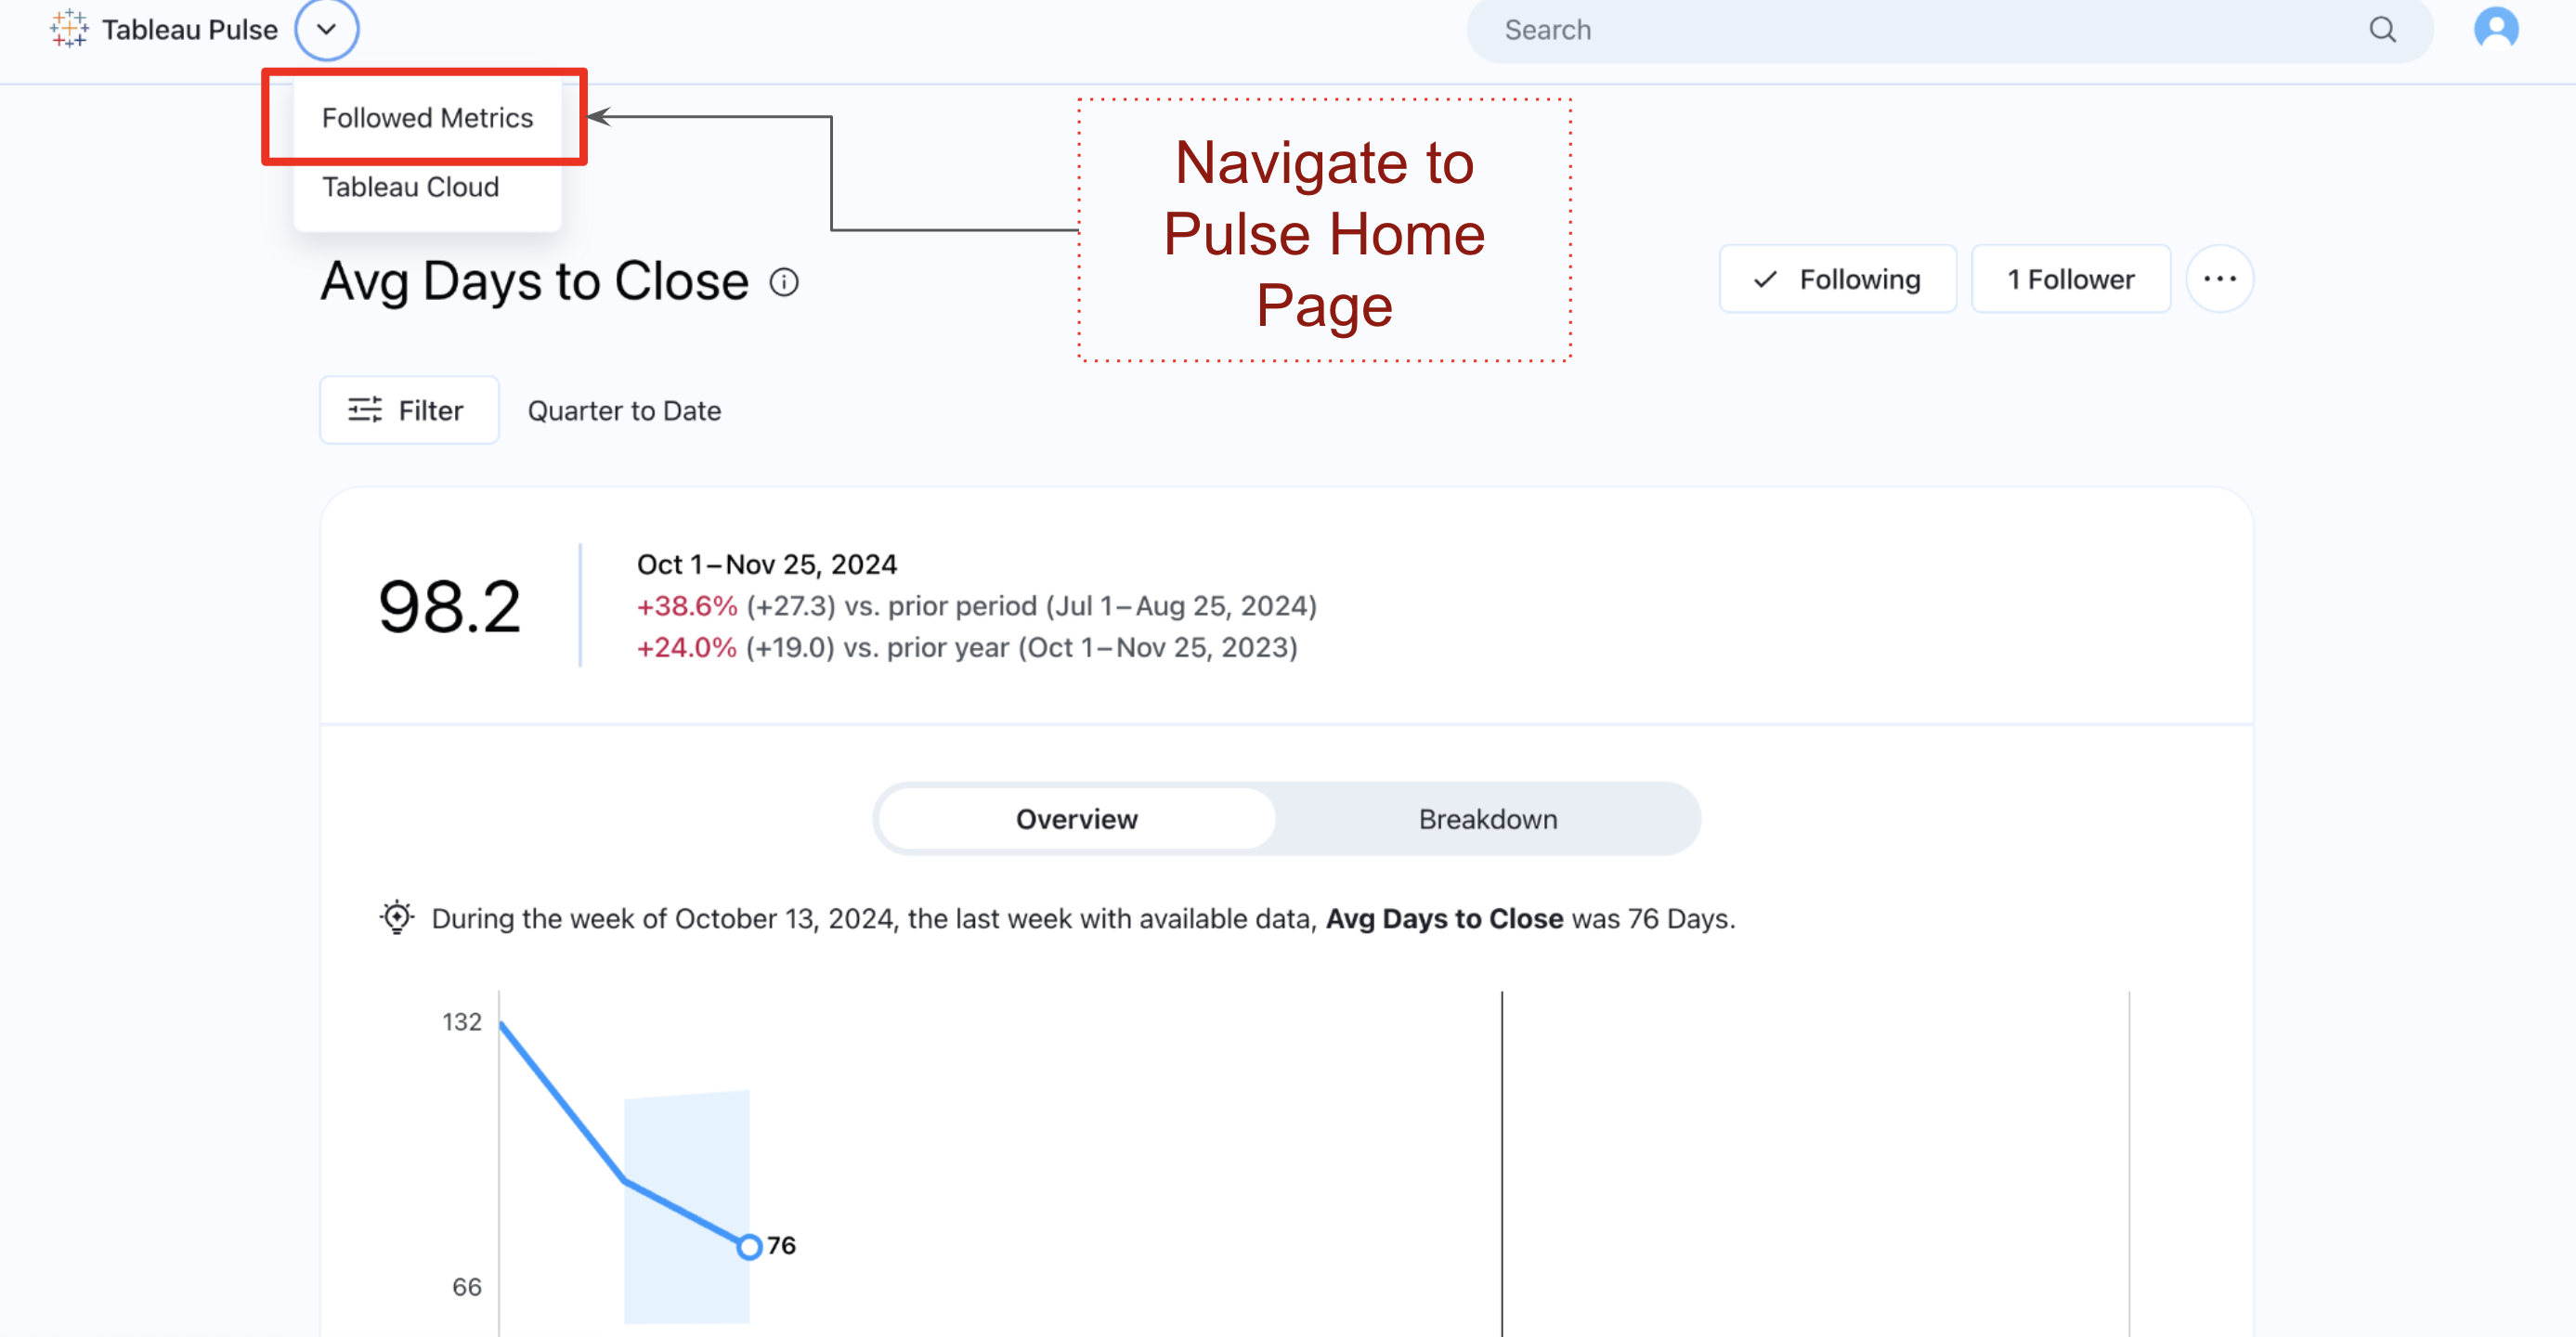 Tableau Pulse
Search
Followed Metrics
Tableau Cloud
Navigate to
Pulse Home
Page
Avg Days to Close
Following
1 Follower
Filter
Quarter to Date
98.2
Oct 1–Nov 25, 2024
+38.6% (+27.3) vs. prior period (Jul 1–Aug 25, 2024)
+24.0% (+19.0) vs. prior year (Oct 1–Nov 25, 2023)
Overview
Breakdown
During the week of October 13, 2024, the last week with available data, Avg Days to Close was 76 Days.
132
76
66